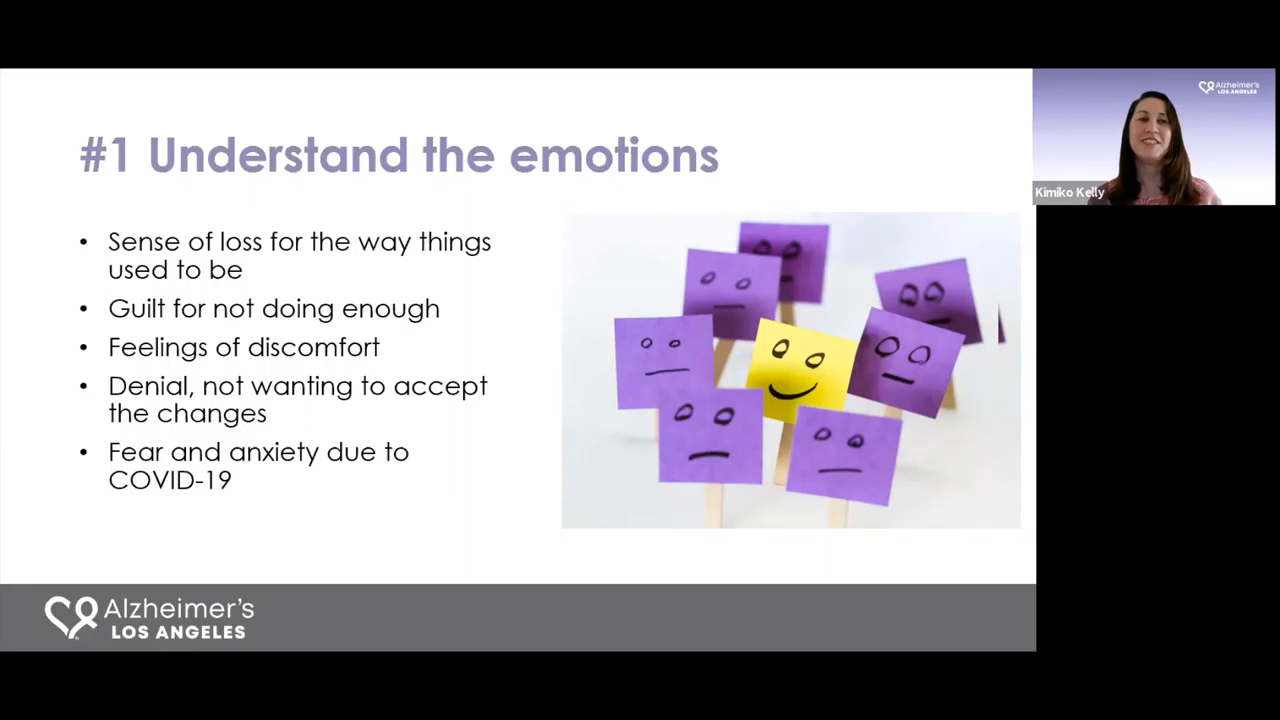 #1 Understand the emotions
• Sense of loss for the way things
used to be
• Guilt for not doing enough
• Feelings of discomfort
• Denial, not wanting to accept
the changes
• Fear and anxiety due to
COVID-19
Alzheimer's
LOS ANGELES
Alzheimer's
LOS ANGELES
Kimiko Kelly